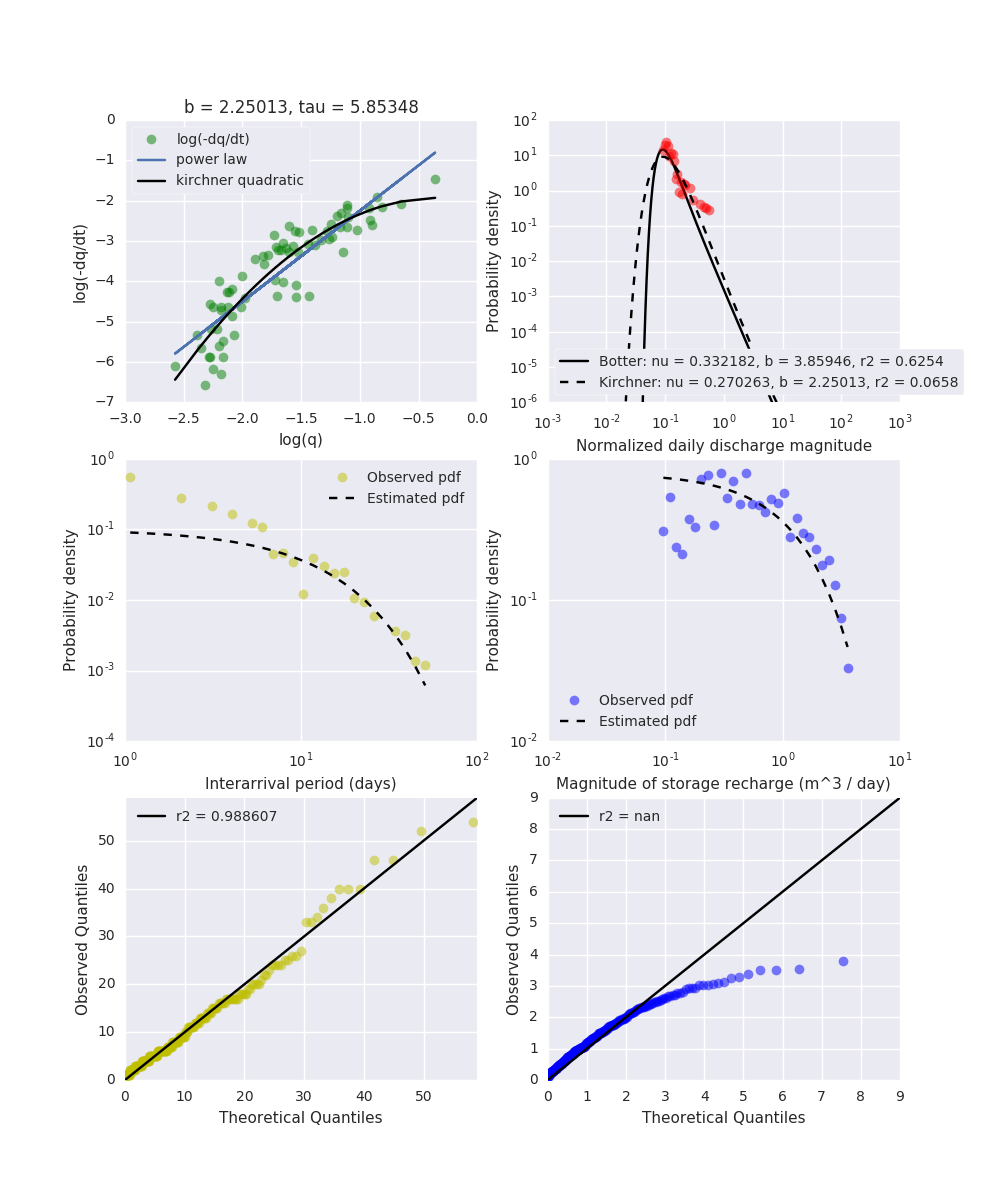 b = 2.25013, tau = 5.85348
log(-dq/dt)
power law
kirchner quadratic
0
−1
−2
−3
−4
−5
−6
−7
log(-dq/dt)
−3.0 −2.5 −2.0 −1.5 −1.0 −0.5 0.0
log(q)
10^2
10^1
10^0
10^-1
10^-2
10^-3
10^-4
10^-5
10^-6
Probability density
Botter: nu = 0.332182, b = 3.85946, r2 = 0.6254
Kirchner: nu = 0.270263, b = 2.25013, r2 = 0.0658
10^-3 10^-2 10^-1 10^0 10^1 10^2 10^3
Normalized daily discharge magnitude
Observed pdf
Estimated pdf
10^0
10^-1
10^-2
10^-3
10^-4
Probability density
10^0 10^1 10^2
Interarrival period (days)
10^0
10^-1
10^-2
Probability density
Observed pdf
Estimated pdf
10^-2 10^-1 10^0 10^1
Magnitude of storage recharge (m^3 / day)
r2 = 0.988607
50
40
30
20
10
0
Observed Quantiles
0 10 20 30 40 50
Theoretical Quantiles
r2 = nan
9
8
7
6
5
4
3
2
1
0
Observed Quantiles
0 1 2 3 4 5 6 7 8 9
Theoretical Quantiles